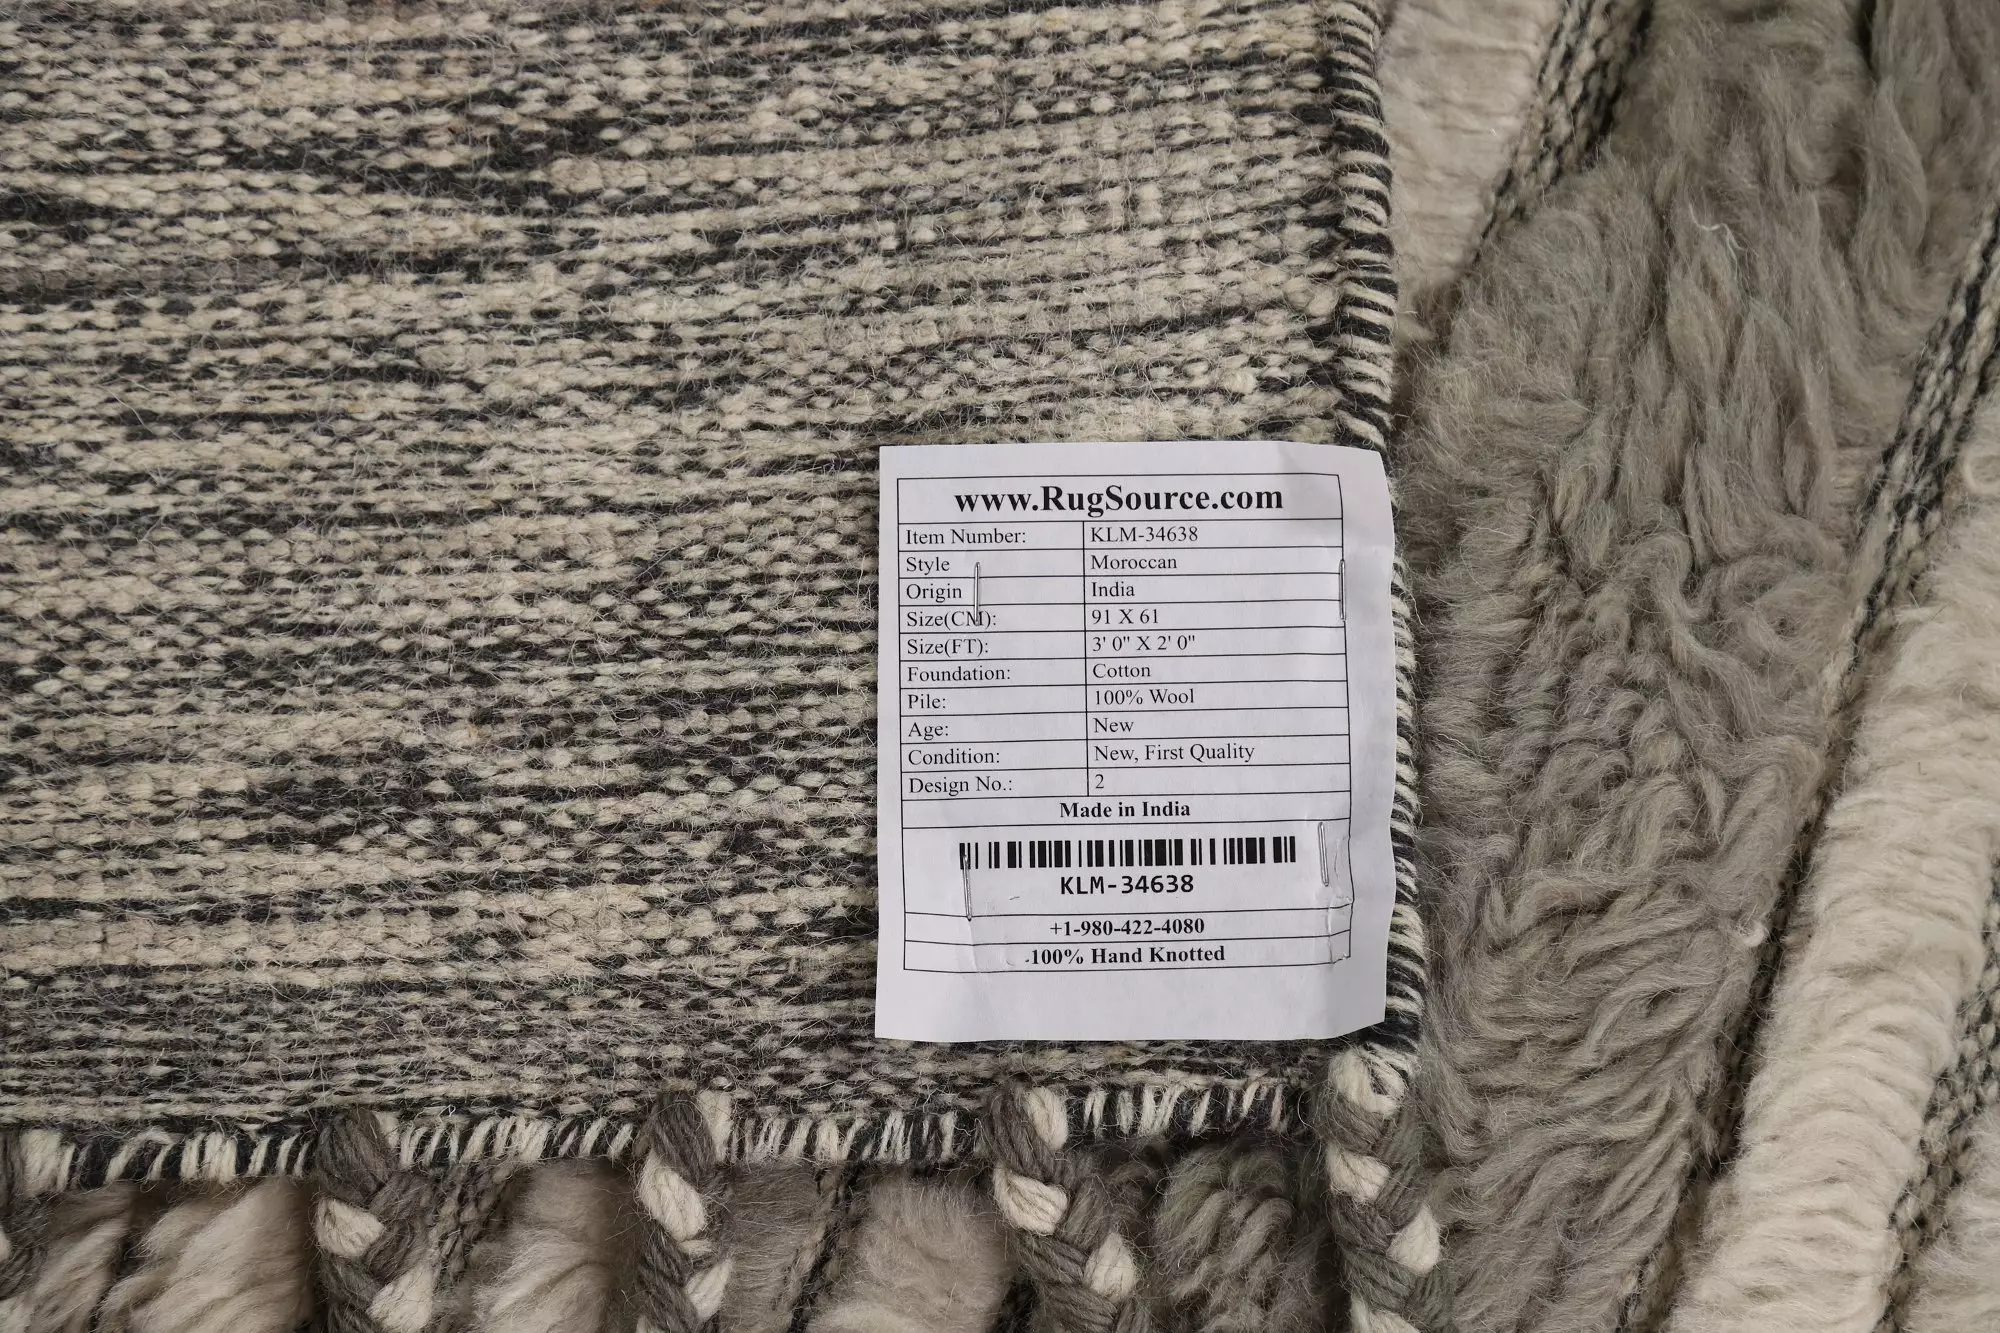 www.RugSource.com
Item Number: KLM-34638
Style Moroccan
Origin India
Size(CM): 91 X 61
Size(FT): 3' 0" X 2' 0"
Foundation: Cotton
Pile: 100% Wool
Age: New
Condition: New, First Quality
Design No.: 2
Made in India
KLM-34638
+1-980-422-4080
100% Hand Knotted